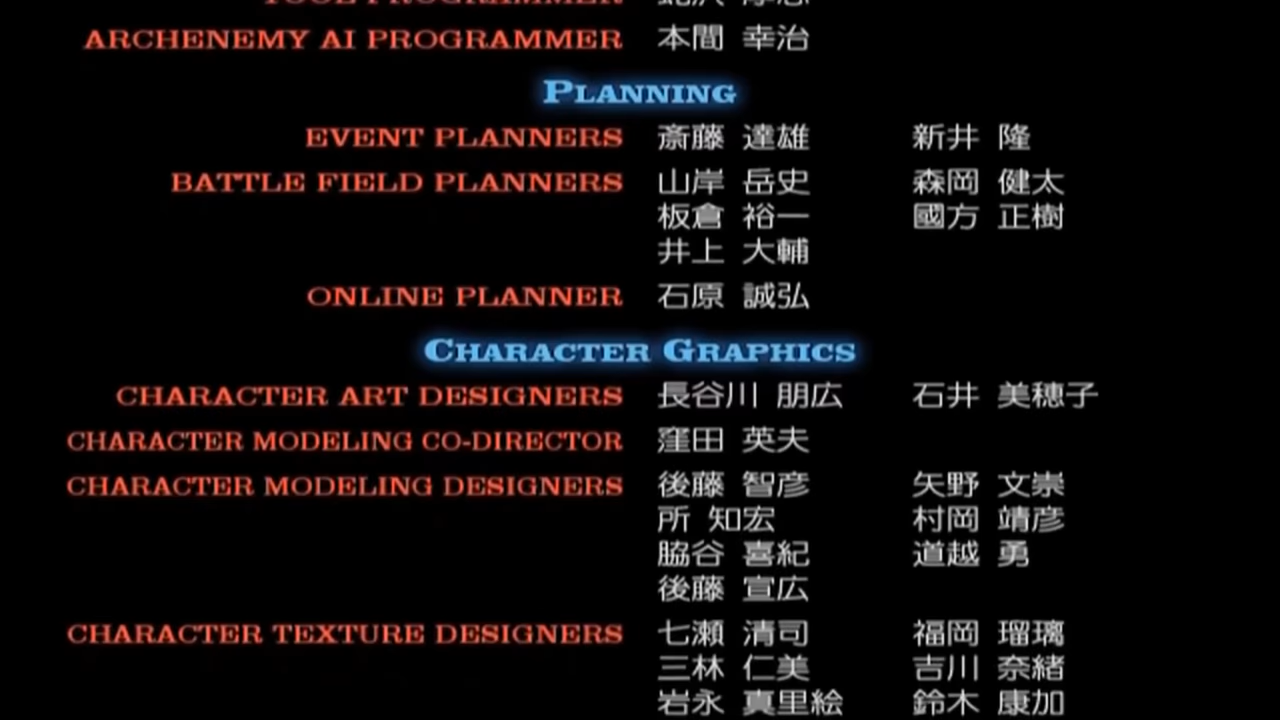 TOOL PROGRAMMER
ARCHENEMY AI PROGRAMMER 本間 幸治
PLANNING
EVENT PLANNERS 斎藤 達雄 新井 隆
BATTLE FIELD PLANNERS 山岸 岳史 森岡 健太
板倉 裕一 國方 正樹
井上 大輔
ONLINE PLANNER 石原 誠弘
CHARACTER GRAPHICS
CHARACTER ART DESIGNERS 長谷川 朋広 石井 美穂子
CHARACTER MODELING CO-DIRECTOR 窪田 英夫
CHARACTER MODELING DESIGNERS 後藤 智彦 矢野 文崇
所 知宏 村岡 靖彦
脇谷 喜紀 道越 勇
後藤 宣広
CHARACTER TEXTURE DESIGNERS 七瀬 清司 福岡 瑠璃
三林 仁美 吉川 奈緒
岩永 真里絵 鈴木 康加